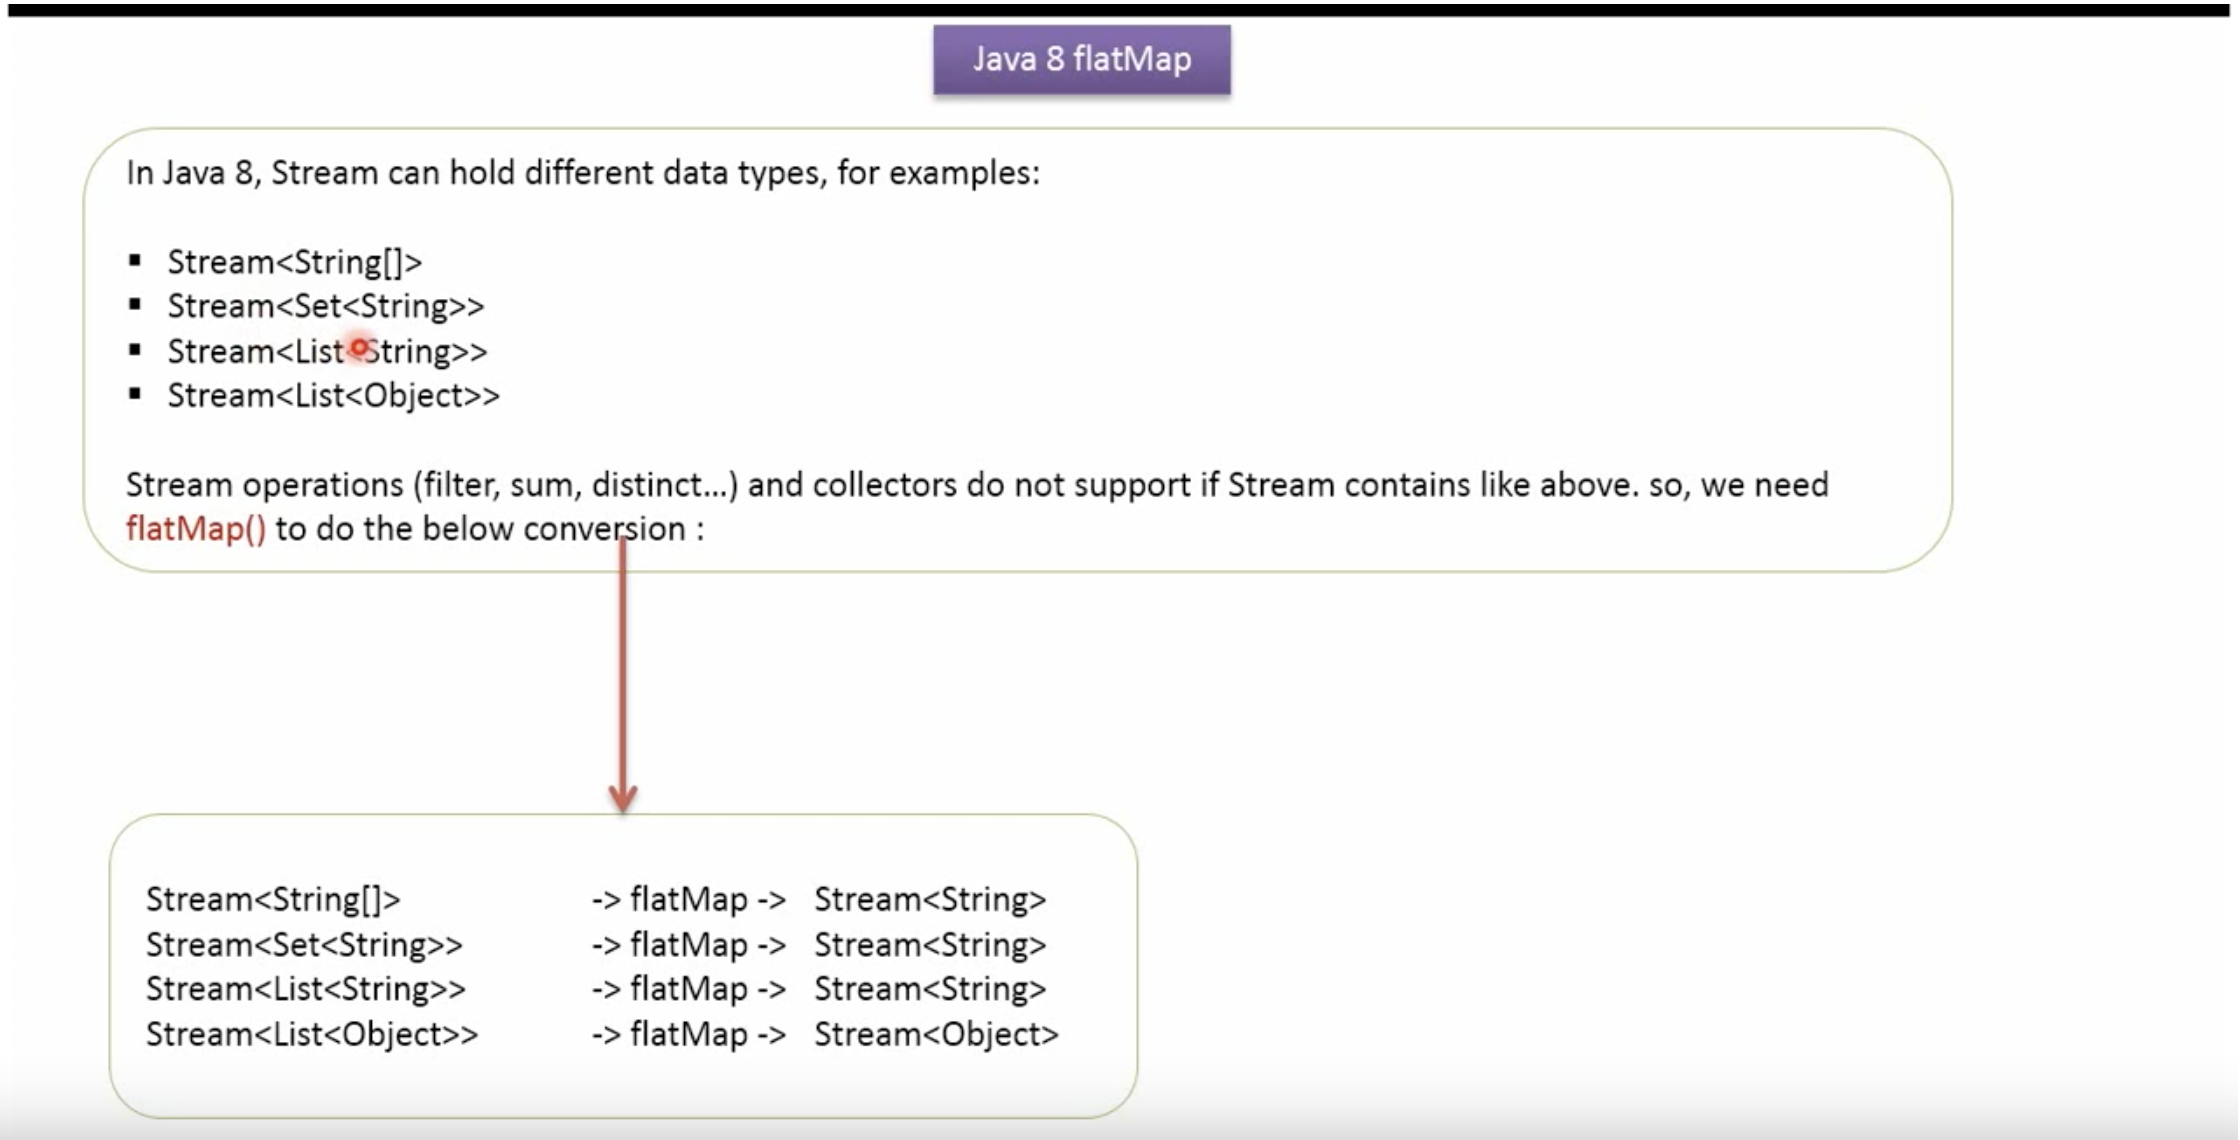 Java 8 flatMap
In Java 8, Stream can hold different data types, for examples:
▪ Stream<String[]>
▪ Stream<Set<String>>
▪ Stream<List<String>>
▪ Stream<List<Object>>
Stream operations (filter, sum, distinct...) and collectors do not support if Stream contains like above. so, we need
flatMap() to do the below conversion :
Stream<String[]> -> flatMap -> Stream<String>
Stream<Set<String>> -> flatMap -> Stream<String>
Stream<List<String>> -> flatMap -> Stream<String>
Stream<List<Object>> -> flatMap -> Stream<Object>